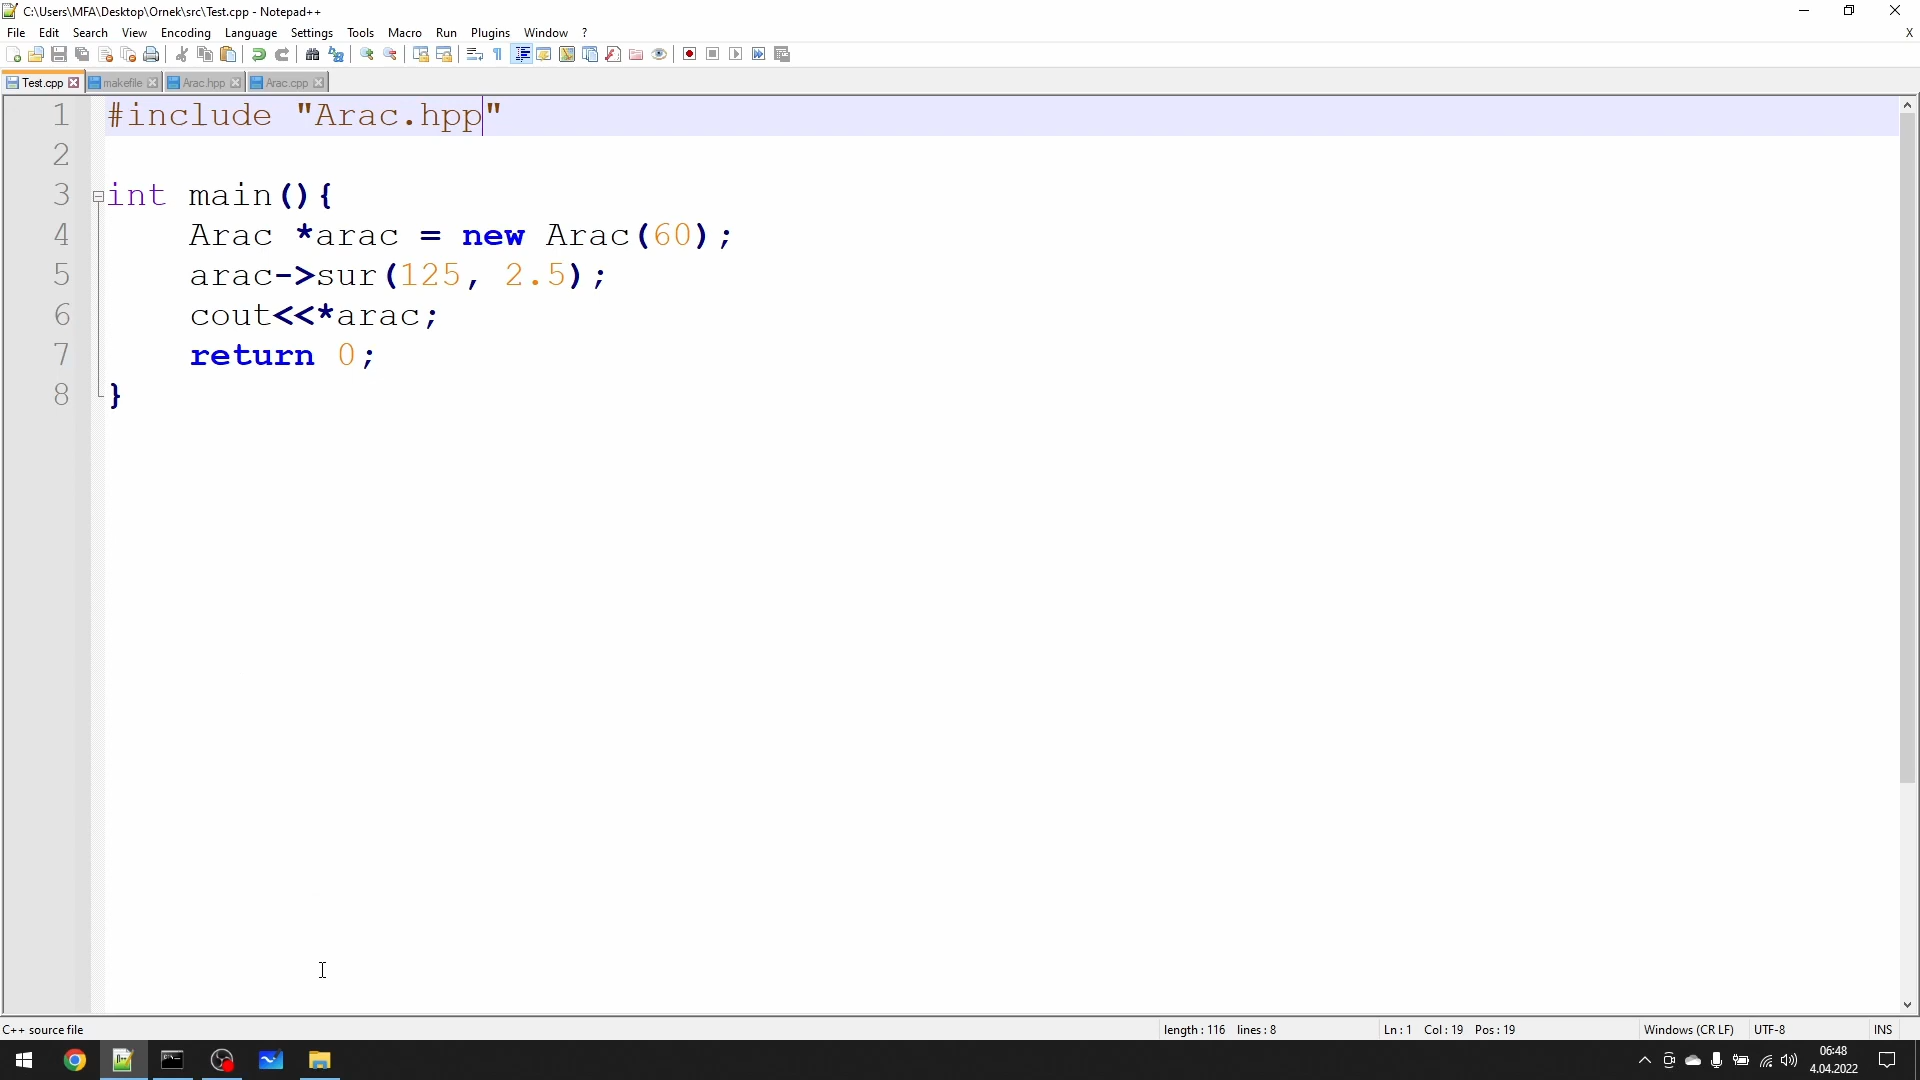 C:\Users\MFA\Desktop\Ornek\src\Test.cpp - Notepad++
File Edit Search View Encoding Language Settings Tools Macro Run Plugins Window ? X
Test.cpp makefile Arac.hpp Arac.cpp
1 #include "Arac.hpp"
2
3 int main(){
4 Arac *arac = new Arac(60);
5 arac->sur(125, 2.5);
6 cout<<*arac;
7 return 0;
8 }
C++ source file length : 116 lines : 8 Ln : 1 Col : 19 Pos : 19 Windows (CR LF) UTF-8 INS
06:48
4.04.2022